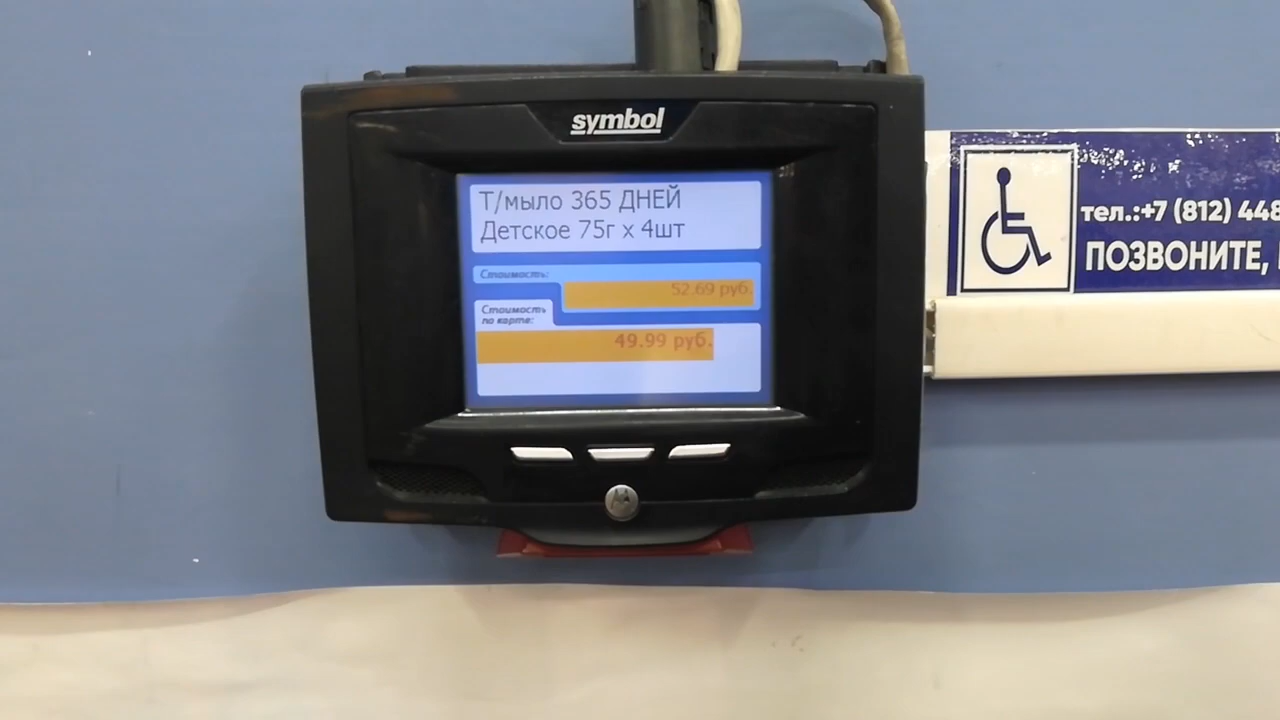 symbol
Т/мыло 365 ДНЕЙ
Детское 75г х 4шт
Стоимость:
52.69 руб.
Стоимость
по карте:
49.99 руб.
тел.:+7 (812) 448
ПОЗВОНИТЕ,